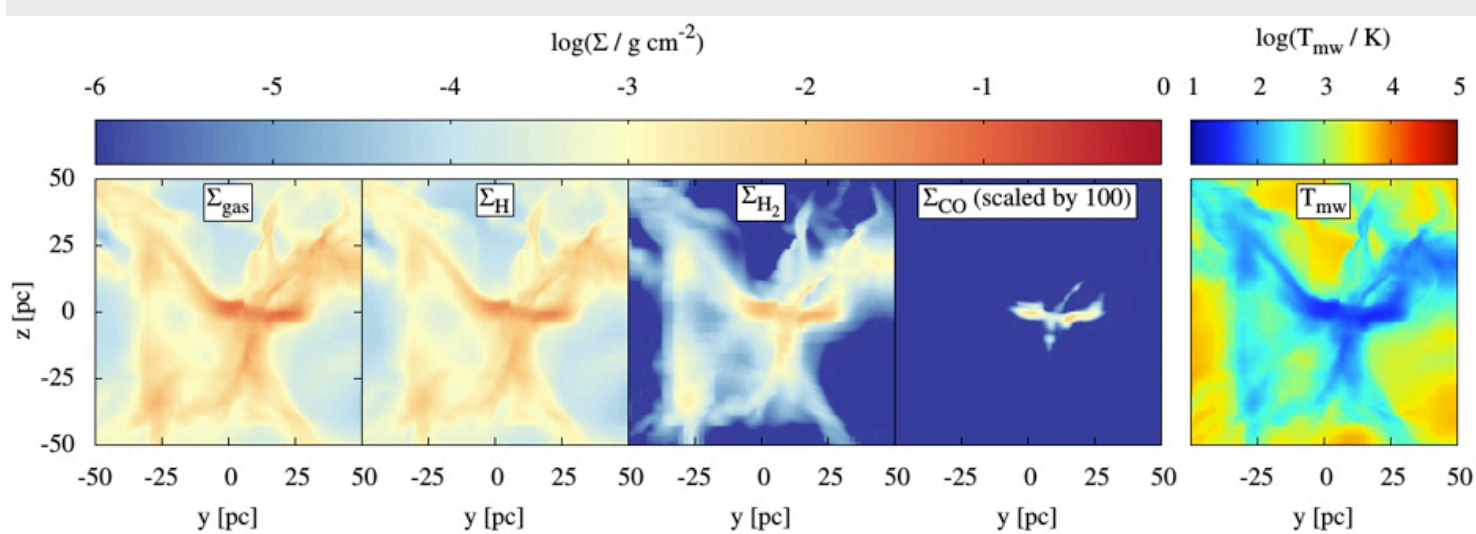 log(Σ / g cm⁻²) log(T_mw / K)
-6 -5 -4 -3 -2 -1 0 1 2 3 4 5
50 Σ_gas Σ_H Σ_H₂ Σ_CO (scaled by 100) T_mw
25
z [pc] 0
-25
-50
-50 -25 0 25 -50 -25 0 25 -50 -25 0 25 -50 -25 0 25 50 -50 -25 0 25 50
y [pc] y [pc] y [pc] y [pc] y [pc]